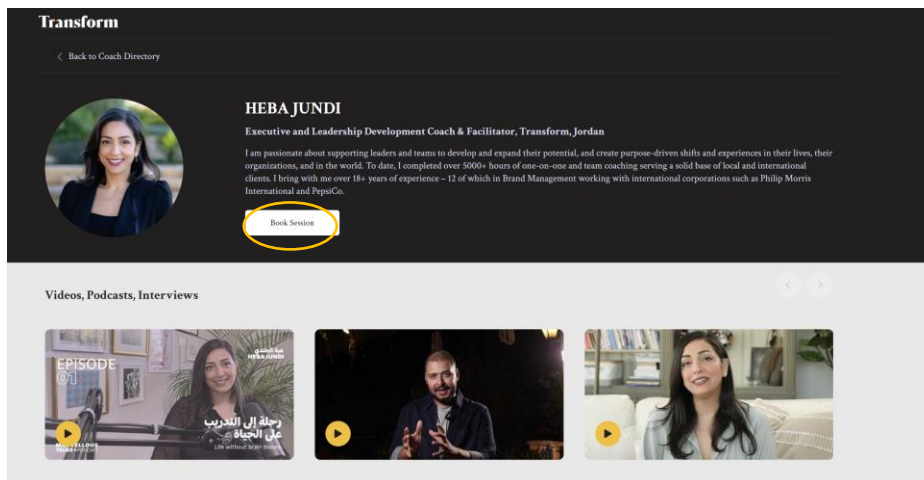 Transform
Back to Coach Directory
HEBA JUNDI
Executive and Leadership Development Coach & Facilitator, Transform, Jordan
I am passionate about supporting leaders and teams to develop and expand their potential, and create purpose-driven shifts and experiences in their lives, their
organizations, and in the world. To date, I completed over 5000+ hours of one-on-one and team coaching serving a solid base of local and international
clients. I bring with me over 18+ years of experience – 12 of which in Brand Management working with international corporations such as Philip Morris
International and PepsiCo.
Book Session
Videos, Podcasts, Interviews
هبة الجندي
HEBA JUNDI
EPISODE
01
رحلة إلى التدريب
على الحياة
Life without brain